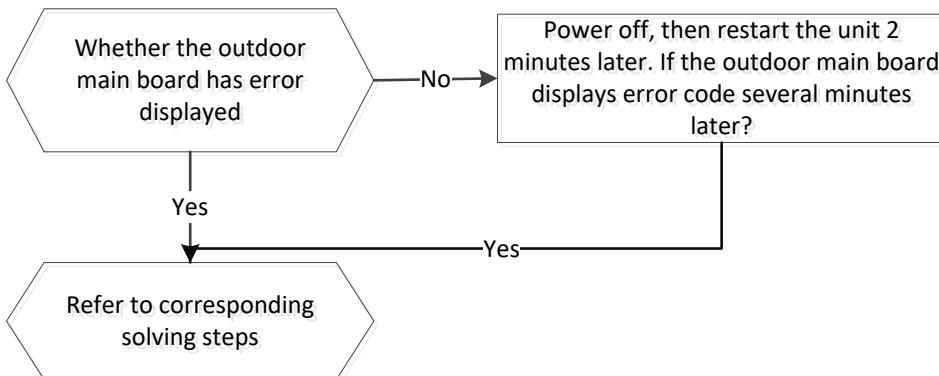 Whether the outdoor
main board has error
displayed
No
Power off, then restart the unit 2
minutes later. If the outdoor main board
displays error code several minutes
later?
Yes
Yes
Refer to corresponding
solving steps